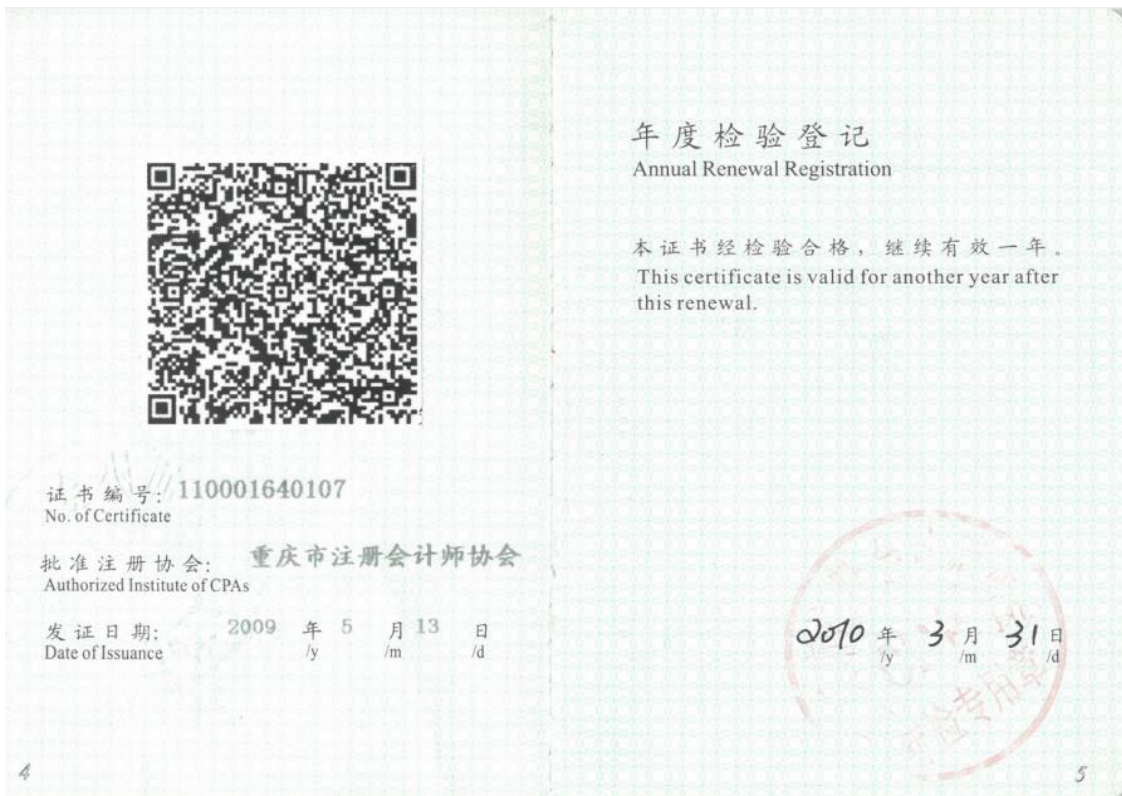 证书编号: 110001640107
No. of Certificate
批准注册协会: 重庆市注册会计师协会
Authorized Institute of CPAs
发证日期: 2009 年 5 月 13 日
Date of Issuance /y /m /d
4
年度检验登记
Annual Renewal Registration
本证书经检验合格，继续有效一年。
This certificate is valid for another year after
this renewal.
2010 年 3 月 31 日
/y /m /d
专用章
5